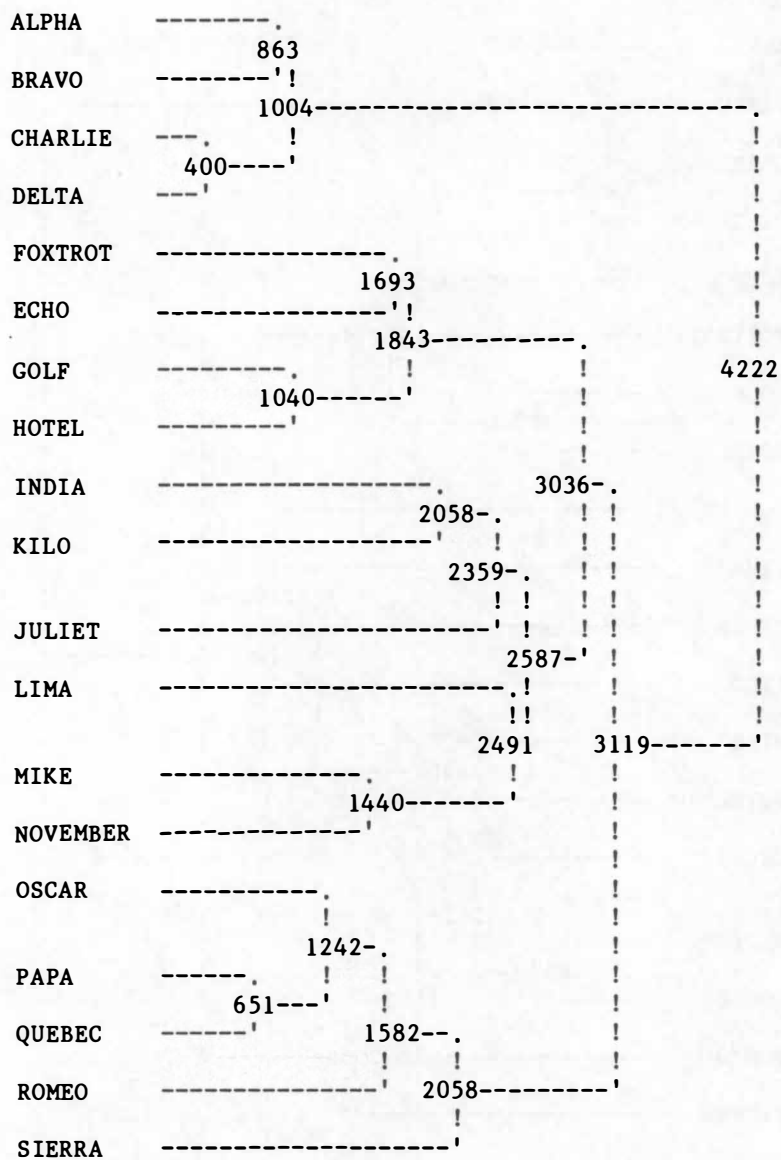 ALPHA --------.
863
BRAVO --------' !
1004------------------------------.
CHARLIE ---. ! !
400----' !
DELTA ---' !
FOXTROT ----------------. !
1693 !
ECHO ----------------' ! !
1843----------. !
GOLF ---------. ! ! 4222
1040------' ! !
HOTEL ---------' ! !
INDIA -------------------. 3036-. !
2058-. ! ! !
KILO -------------------' ! ! ! !
2359-. ! ! !
! ! ! ! !
JULIET -----------------------' ! ! ! !
2587-' ! !
LIMA ------------------------. ! ! !
!! ! !
2491 3119-------'
MIKE --------------. ! !
1440-------' !
NOVEMBER --------------' !
OSCAR -----------. !
! !
1242-. !
PAPA ------. ! ! !
651---' ! !
QUEBEC ------' 1582--. !
! ! !
ROMEO ---------------' 2058---------'
!
SIERRA --------------------'